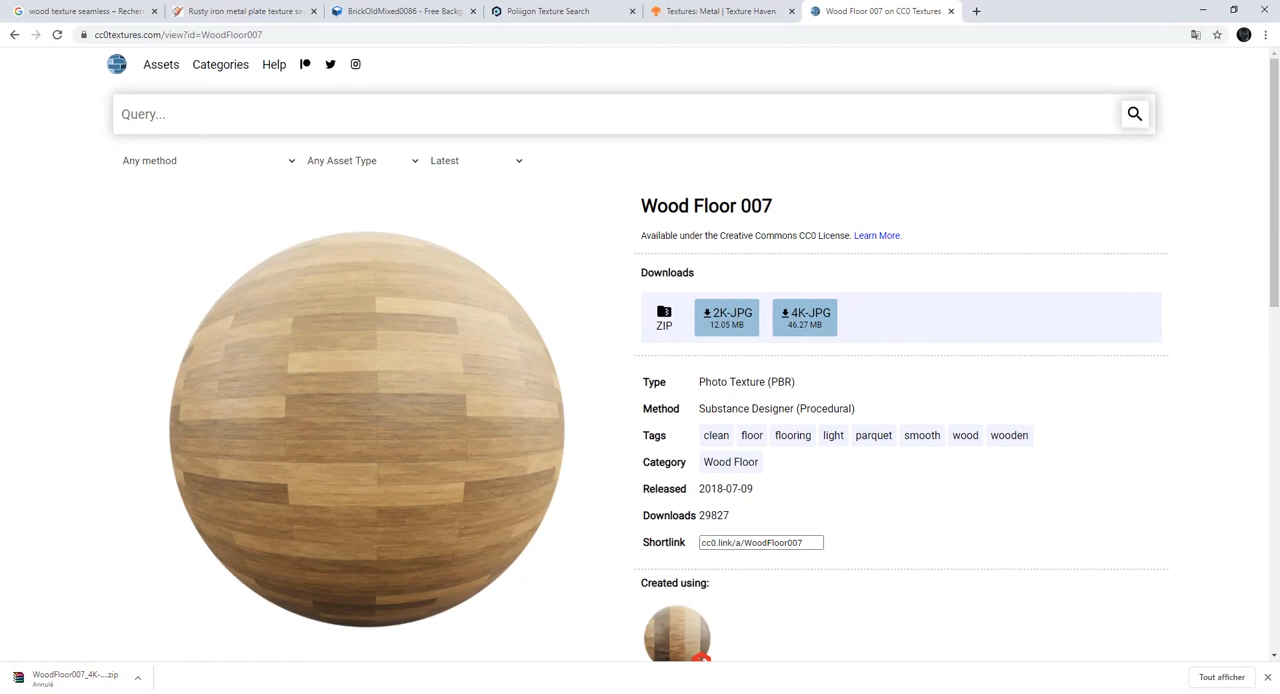 wood texture seamless – Recher
Rusty iron metal plate texture se
BrickOldMixed0086 - Free Backg
Poliigon Texture Search
Textures: Metal | Texture Haven
Wood Floor 007 on CC0 Textures
cc0textures.com/view?id=WoodFloor007
Assets Categories Help
Query...
Any method Any Asset Type Latest
Wood Floor 007
Available under the Creative Commons CC0 License. Learn More.
Downloads
ZIP
2K-JPG
12.05 MB
4K-JPG
46.27 MB
Type Photo Texture (PBR)
Method Substance Designer (Procedural)
Tags clean floor flooring light parquet smooth wood wooden
Category Wood Floor
Released 2018-07-09
Downloads 29827
Shortlink cc0.link/a/WoodFloor007
Created using:
WoodFloor007_4K-....zip
Annulé
Tout afficher